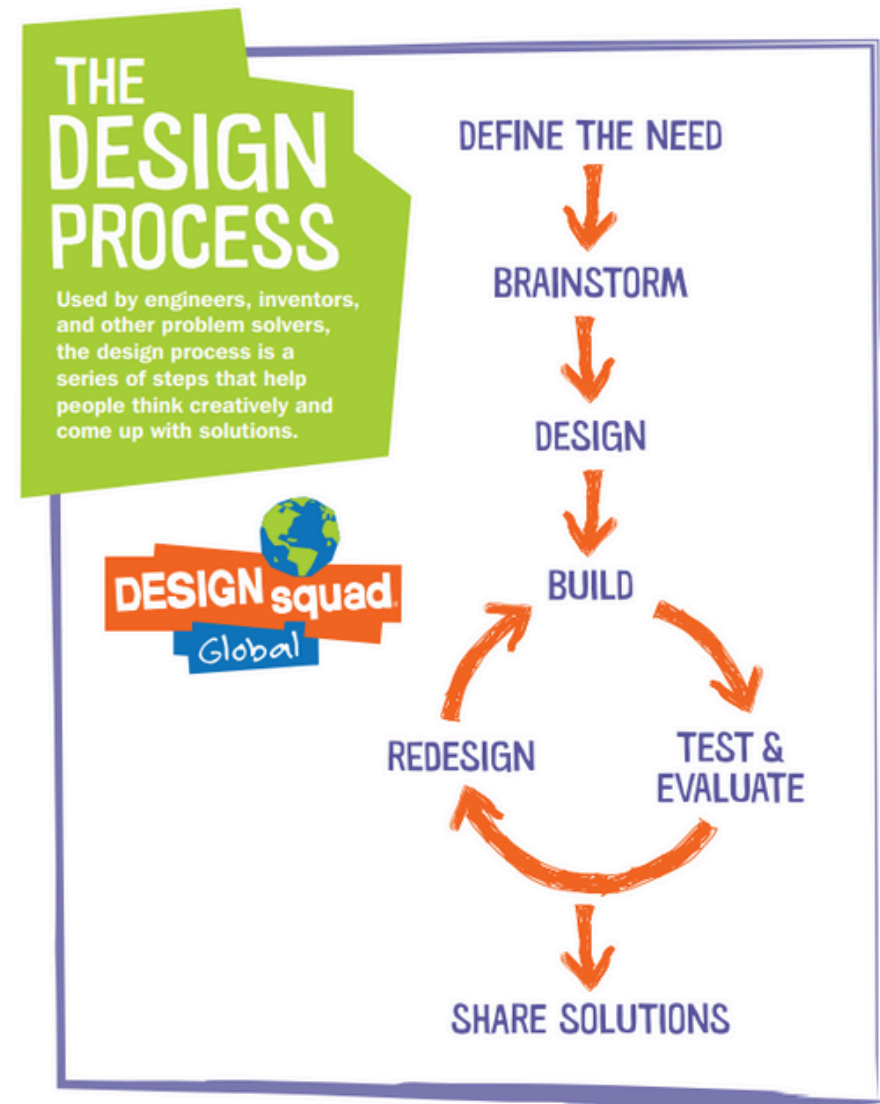 THE
DESIGN
PROCESS
Used by engineers, inventors,
and other problem solvers,
the design process is a
series of steps that help
people think creatively and
come up with solutions.
DESIGN squad
Global
DEFINE THE NEED
BRAINSTORM
DESIGN
BUILD
TEST &
EVALUATE
REDESIGN
SHARE SOLUTIONS